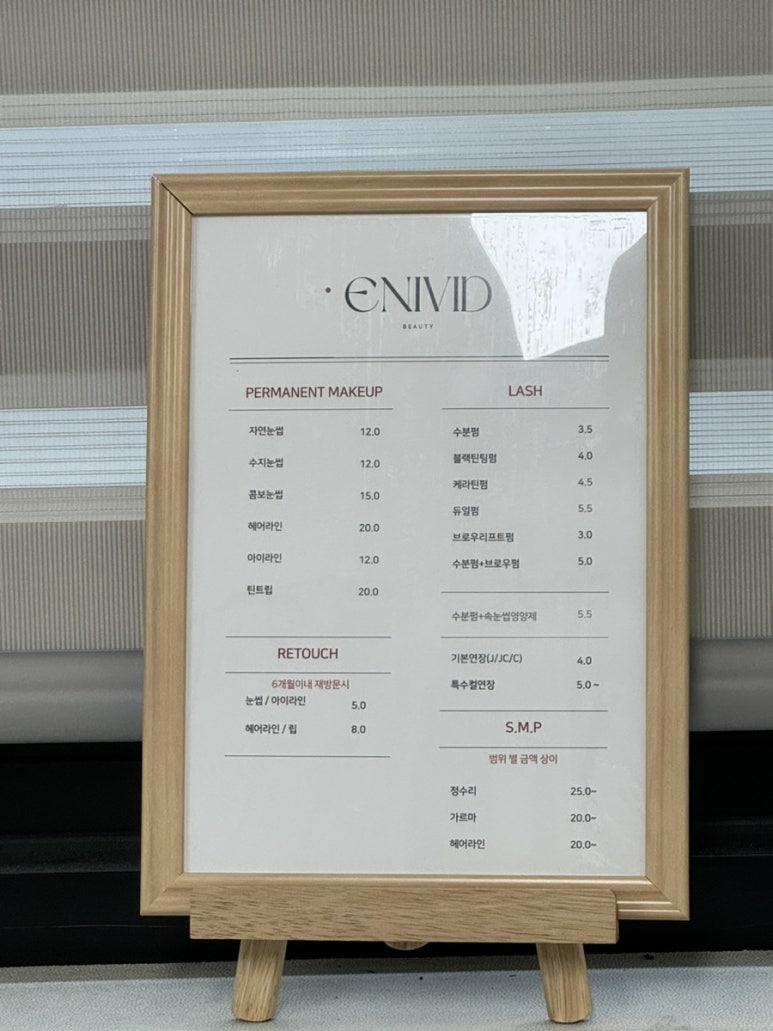 ENIVID
BEAUTY
PERMANENT MAKEUP
자연눈썹 12.0
수지눈썹 12.0
콤보눈썹 15.0
헤어라인 20.0
아이라인 12.0
틴트립 20.0
RETOUCH
6개월이내 재방문시
눈썹 / 아이라인 5.0
헤어라인 / 립 8.0
LASH
수분펌 3.5
블랙틴팅펌 4.0
케라틴펌 4.5
듀얼펌 5.5
브로우리프트펌 3.0
수분펌+브로우펌 5.0
수분펌+속눈썹영양제 5.5
기본연장(J/JC/C) 4.0
특수컬연장 5.0~
S.M.P
범위 별 금액 상이
정수리 25.0~
가르마 20.0~
헤어라인 20.0~